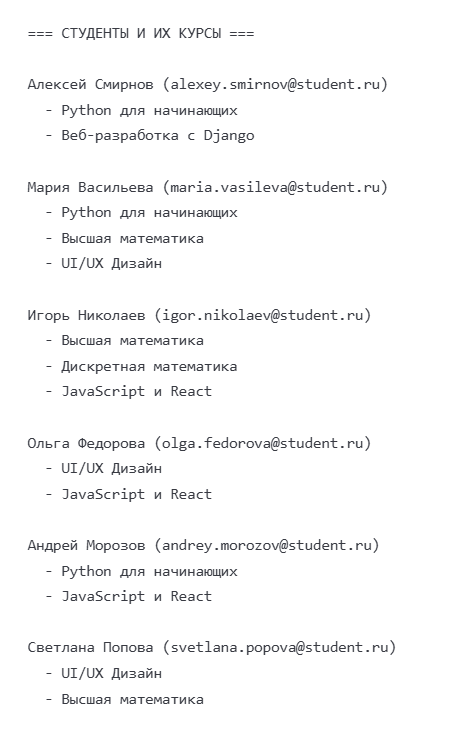 === СТУДЕНТЫ И ИХ КУРСЫ ===
Алексей Смирнов (alexey.smirnov@student.ru)
- Python для начинающих
- Веб-разработка с Django
Мария Васильева (maria.vasileva@student.ru)
- Python для начинающих
- Высшая математика
- UI/UX Дизайн
Игорь Николаев (igor.nikolaev@student.ru)
- Высшая математика
- Дискретная математика
- JavaScript и React
Ольга Федорова (olga.fedorova@student.ru)
- UI/UX Дизайн
- JavaScript и React
Андрей Морозов (andrey.morozov@student.ru)
- Python для начинающих
- JavaScript и React
Светлана Попова (svetlana.popova@student.ru)
- UI/UX Дизайн
- Высшая математика